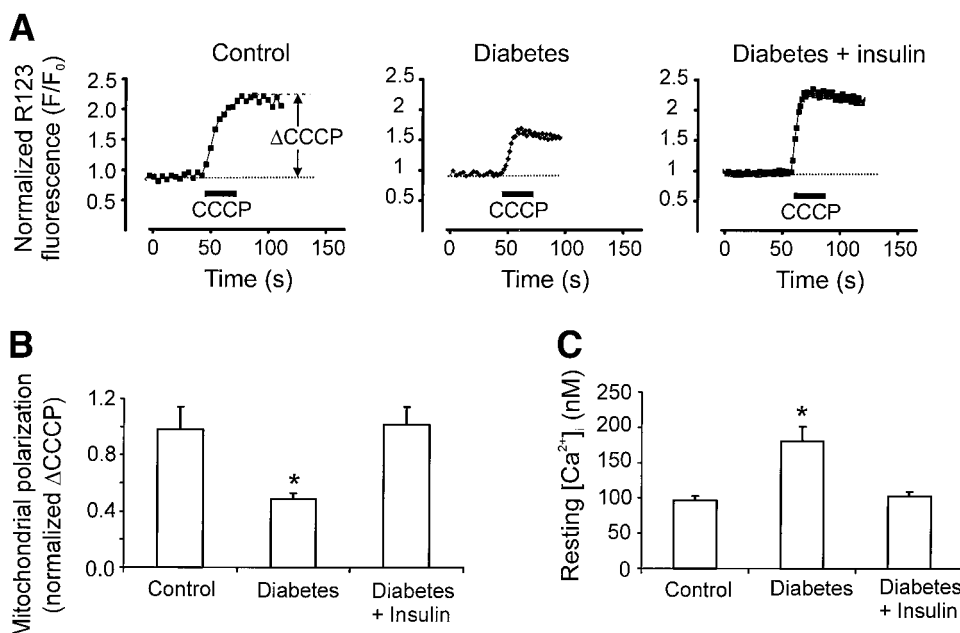 A
Control
Diabetes
Diabetes + insulin
Normalized R123
fluorescence (F/F₀)
2.5
2
1.5
1
0.5
ΔCCCP
CCCP
0 50 100 150
Time (s)
2.5
2
1.5
1
0.5
CCCP
0 50 100 150
Time (s)
2.5
2
1.5
1
0.5
CCCP
0 50 100 150
Time (s)
B
Mitochondrial polarization
(normalized ΔCCCP)
1.2
0.8
0.4
0.0
*
Control
Diabetes
Diabetes
+ Insulin
C
Resting [Ca²⁺]ᵢ (nM)
250
200
150
100
50
0
*
Control
Diabetes
Diabetes
+ Insulin